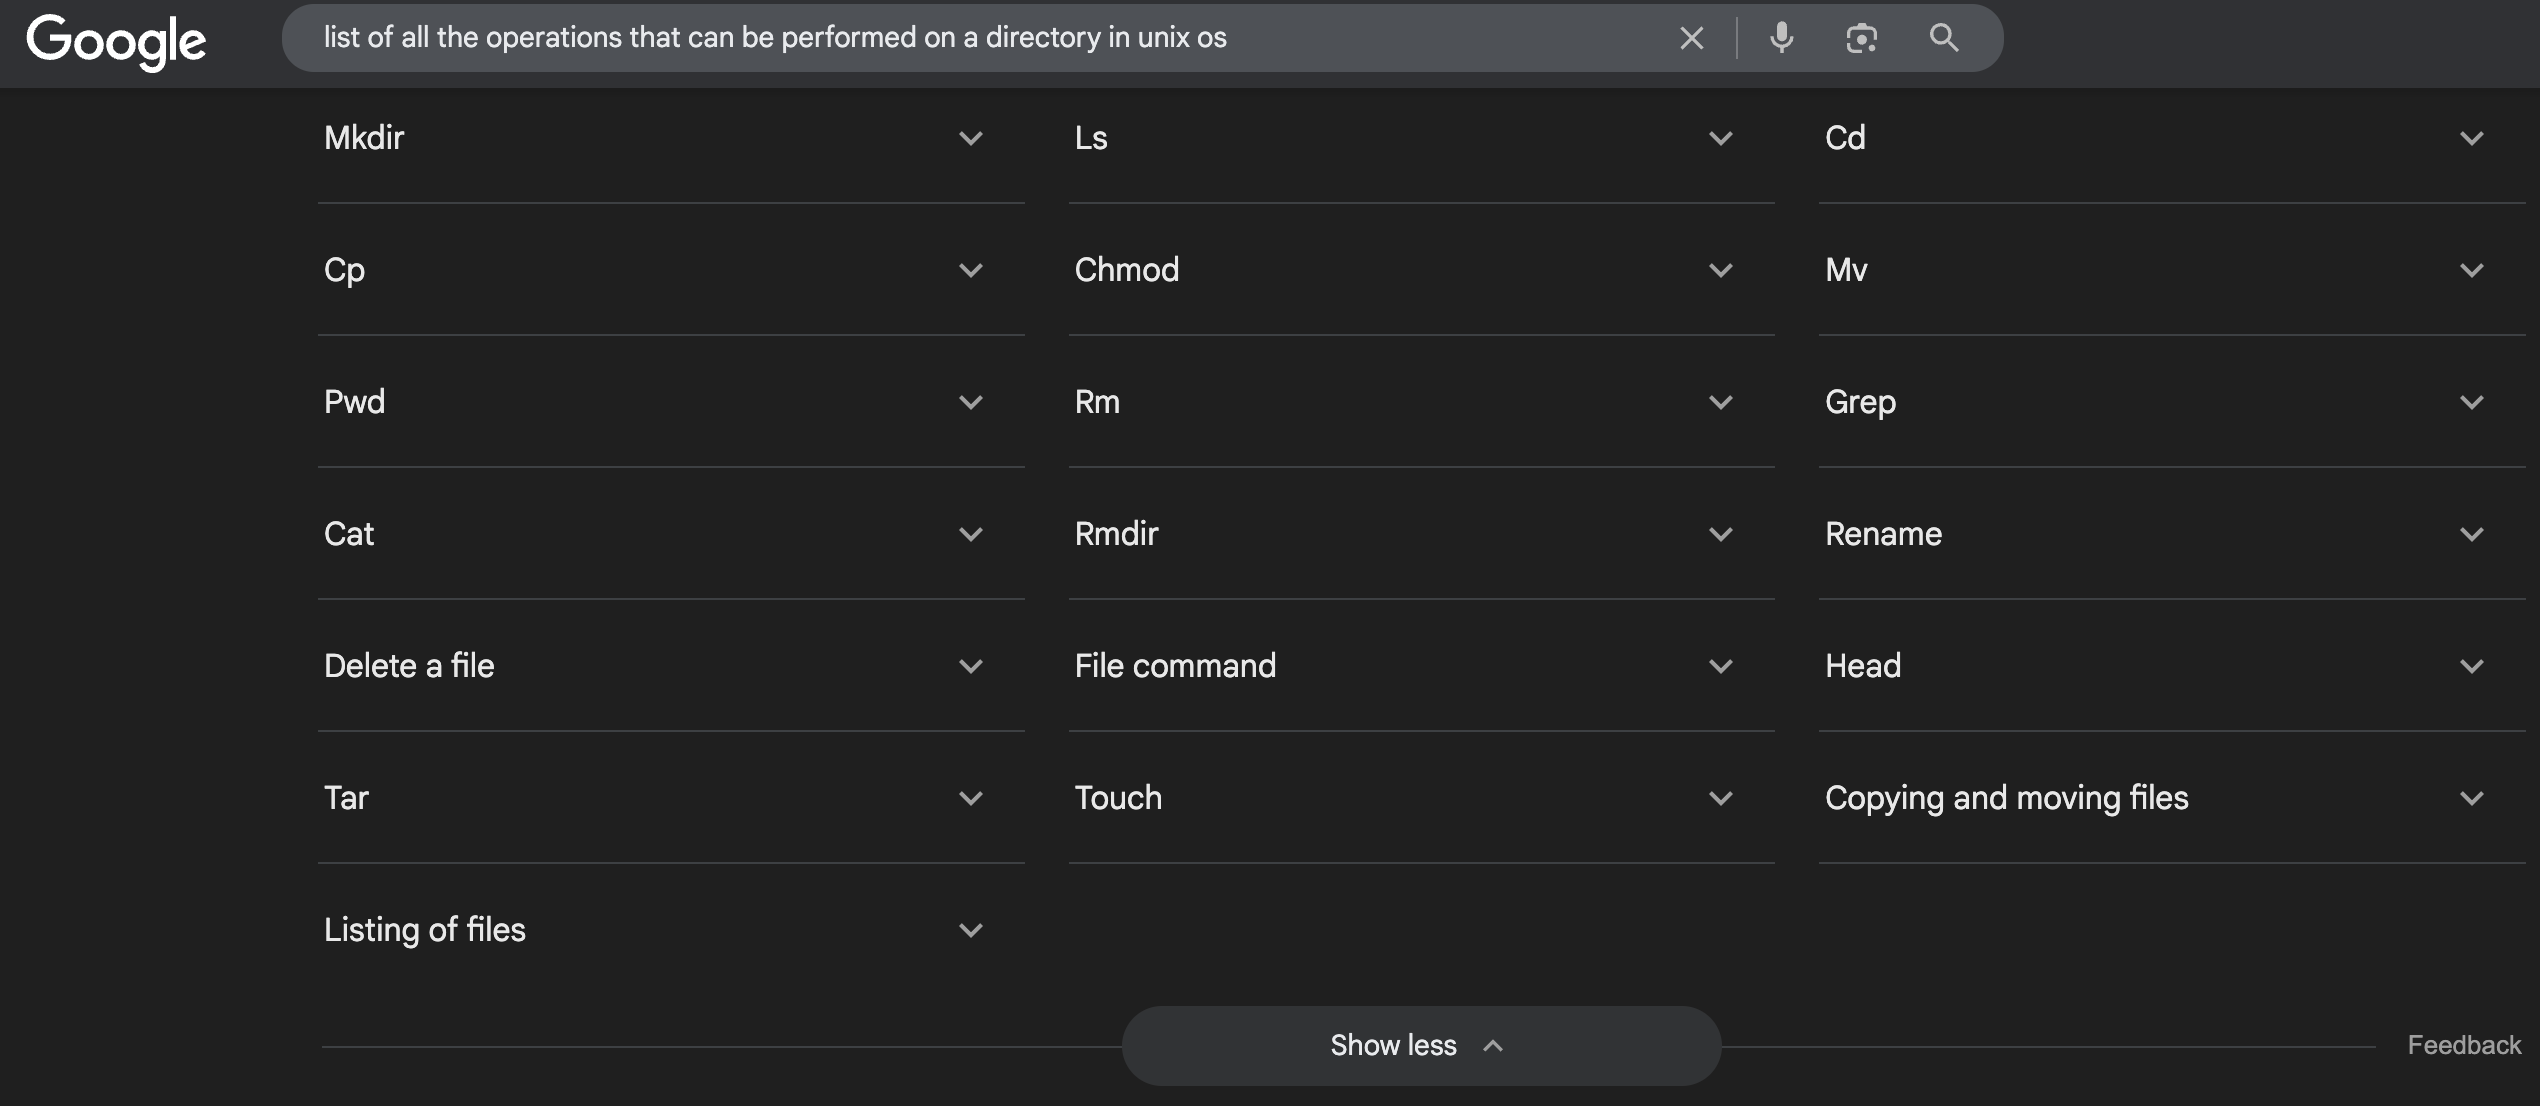 Google
list of all the operations that can be performed on a directory in unix os
Mkdir
Ls
Cd
Cp
Chmod
Mv
Pwd
Rm
Grep
Cat
Rmdir
Rename
Delete a file
File command
Head
Tar
Touch
Copying and moving files
Listing of files
Show less
Feedback